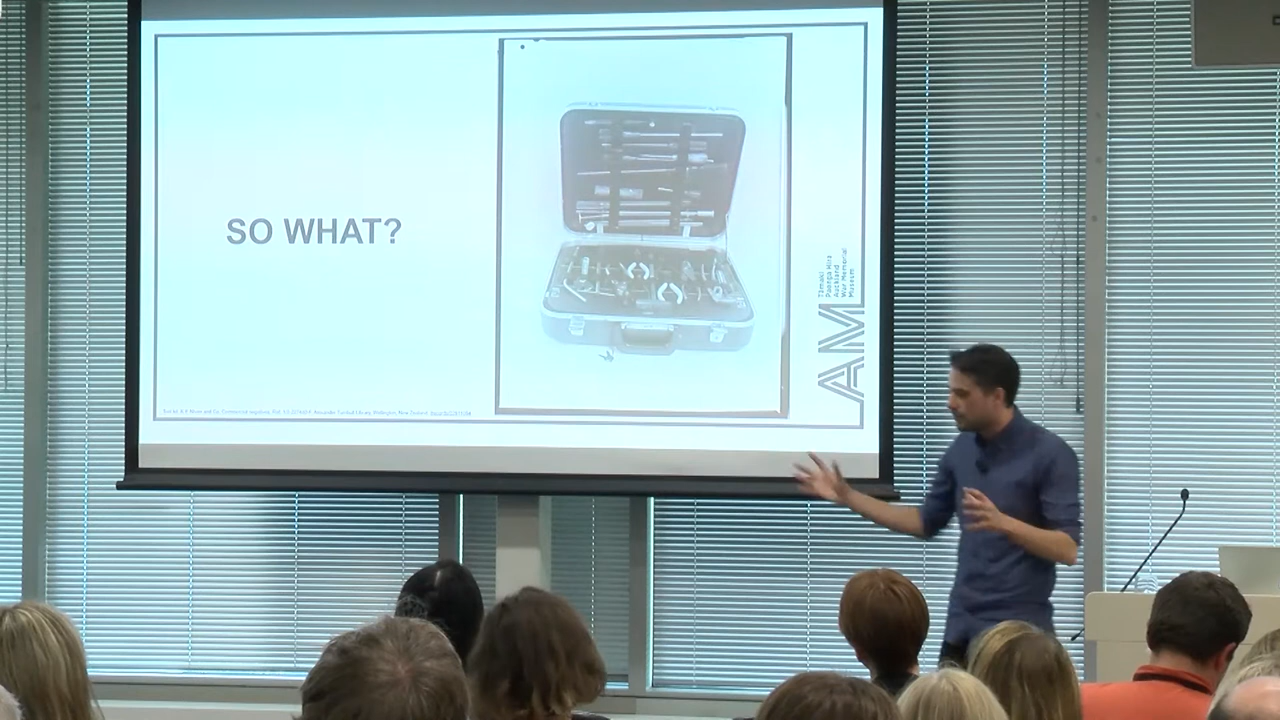 SO WHAT?
Tāmaki
Paenga Hira
Auckland
War Memorial
Museum
AM